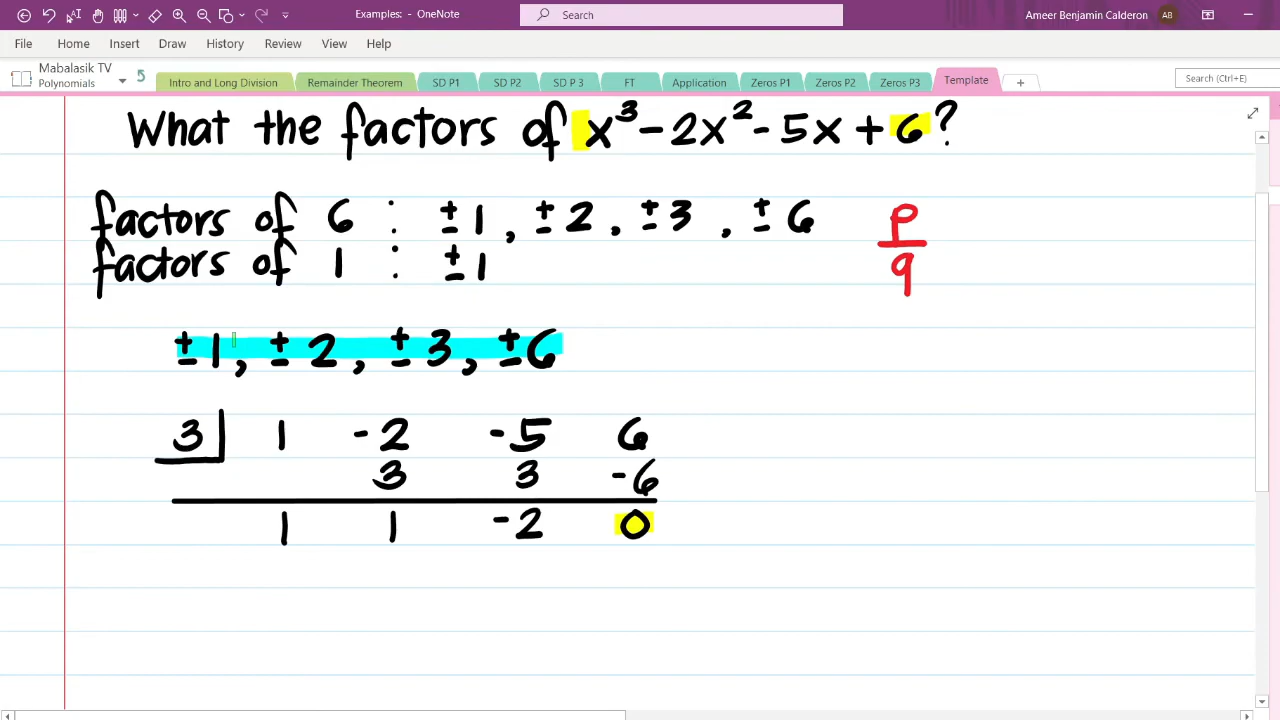 Examples: - OneNote
Search
Ameer Benjamin Calderon AB
File Home Insert Draw History Review View Help
Mabalasik TV
Polynomials
Intro and Long Division Remainder Theorem SD P1 SD P2 SD P 3 FT Application Zeros P1 Zeros P2 Zeros P3 Template +
Search (Ctrl+E)
What the factors of x³ - 2x² - 5x + 6?
factors of 6 : ±1, ±2, ±3, ±6
factors of 1 : ±1
p
q
±1, ±2, ±3, ±6
3 1 -2 -5 6
3 3 -6
1 1 -2 0